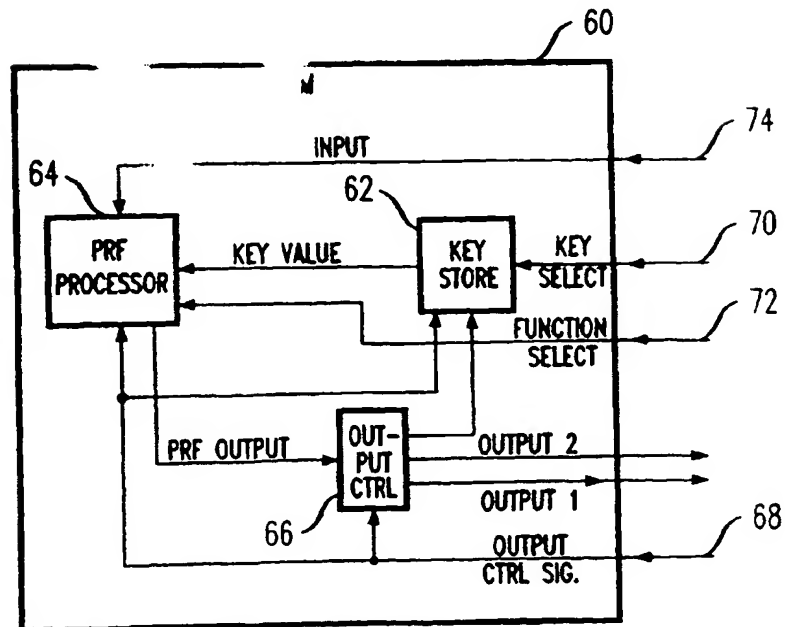 60
74
INPUT
64
62
70
PRF
PROCESSOR
KEY VALUE
KEY
STORE
KEY
SELECT
72
FUNCTION
SELECT
PRF OUTPUT
OUT-
PUT
CTRL
OUTPUT 2
OUTPUT 1
66
68
OUTPUT
CTRL SIG.